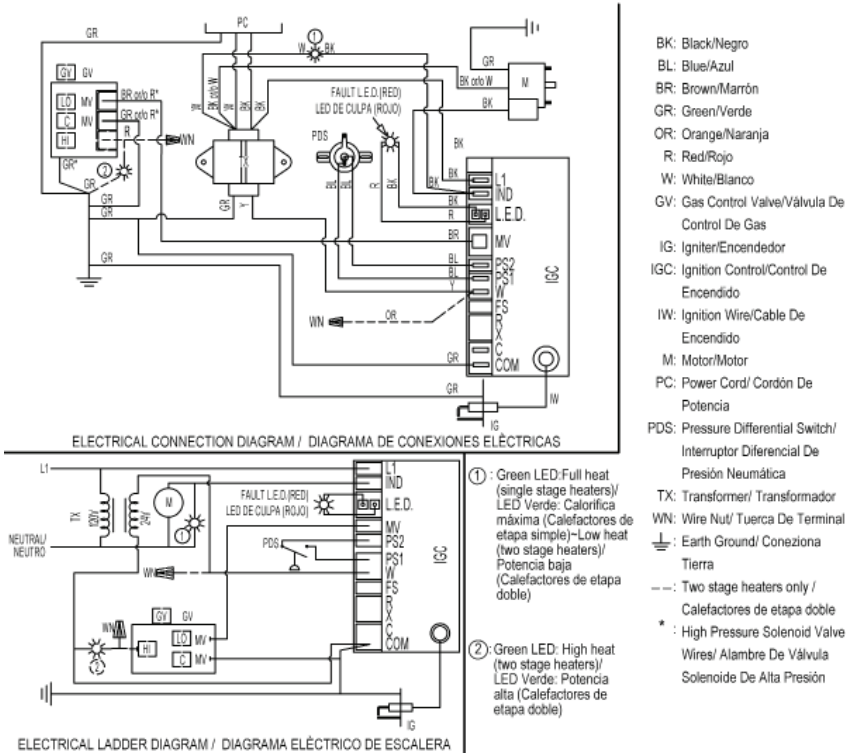 PC
GR
W
BK
1
GR
BK or/o W
M
BK
GV GV
LO MV
C MV
HI
BR or/o R*
GR or/o R*
R
WN
GR*
GR
2
W
BK or/o W
W
BK
BK
FAULT L.E.D.(RED)
LED DE CULPA (ROJO)
PDS
TX
BK
BK
BK
L1
IND
BK
R
L.E.D.
R
BK
GR
Y
GR
GR
BR
MV
BL
PS2
BL
PS1
Y
W
GR
FS
R
X
C
COM
IGC
WN
OR
GR
GR
IW
IG
ELECTRICAL CONNECTION DIAGRAM / DIAGRAMA DE CONEXIONES ELÈCTRICAS
L1
TX
120V
24V
M
1
NEUTRAL/
NEUTRO
FAULT L.E.D.(RED)
LED DE CULPA (ROJO)
PDS
WN
L1
IND
L.E.D.
MV
PS2
PS1
W
FS
R
X
C
COM
IGC
WN
GV GV
LO MV
HI
C MV
2
IG
ELECTRICAL LADDER DIAGRAM / DIAGRAMA ELÈCTRICO DE ESCALERA
1 : Green LED:Full heat
(single stage heaters)/
LED Verde: Calorifica
máxima (Calefactores de
etapa simple)~Low heat
(two stage heaters)/
Potencia baja
(Calefactores de etapa
doble)
2 : Green LED: High heat
(two stage heaters)/
LED Verde: Potencia
alta (Calefactores de
etapa doble)
BK: Black/Negro
BL: Blue/Azul
BR: Brown/Marrón
GR: Green/Verde
OR: Orange/Naranja
R: Red/Rojo
W: White/Blanco
GV: Gas Control Valve/Válvula De
Control De Gas
IG: Igniter/Encendedor
IGC: Ignition Control/Control De
Encendido
IW: Ignition Wire/Cable De
Encendido
M: Motor/Motor
PC: Power Cord/ Cordón De
Potencia
PDS: Pressure Differential Switch/
Interruptor Diferencial De
Presión Neumática
TX: Transformer/ Transformador
WN: Wire Nut/ Tuerca De Terminal
: Earth Ground/ Coneziona
Tierra
: Two stage heaters only /
Calefactores de etapa doble
* : High Pressure Solenoid Valve
Wires/ Alambre De Válvula
Solenoide De Alta Presión